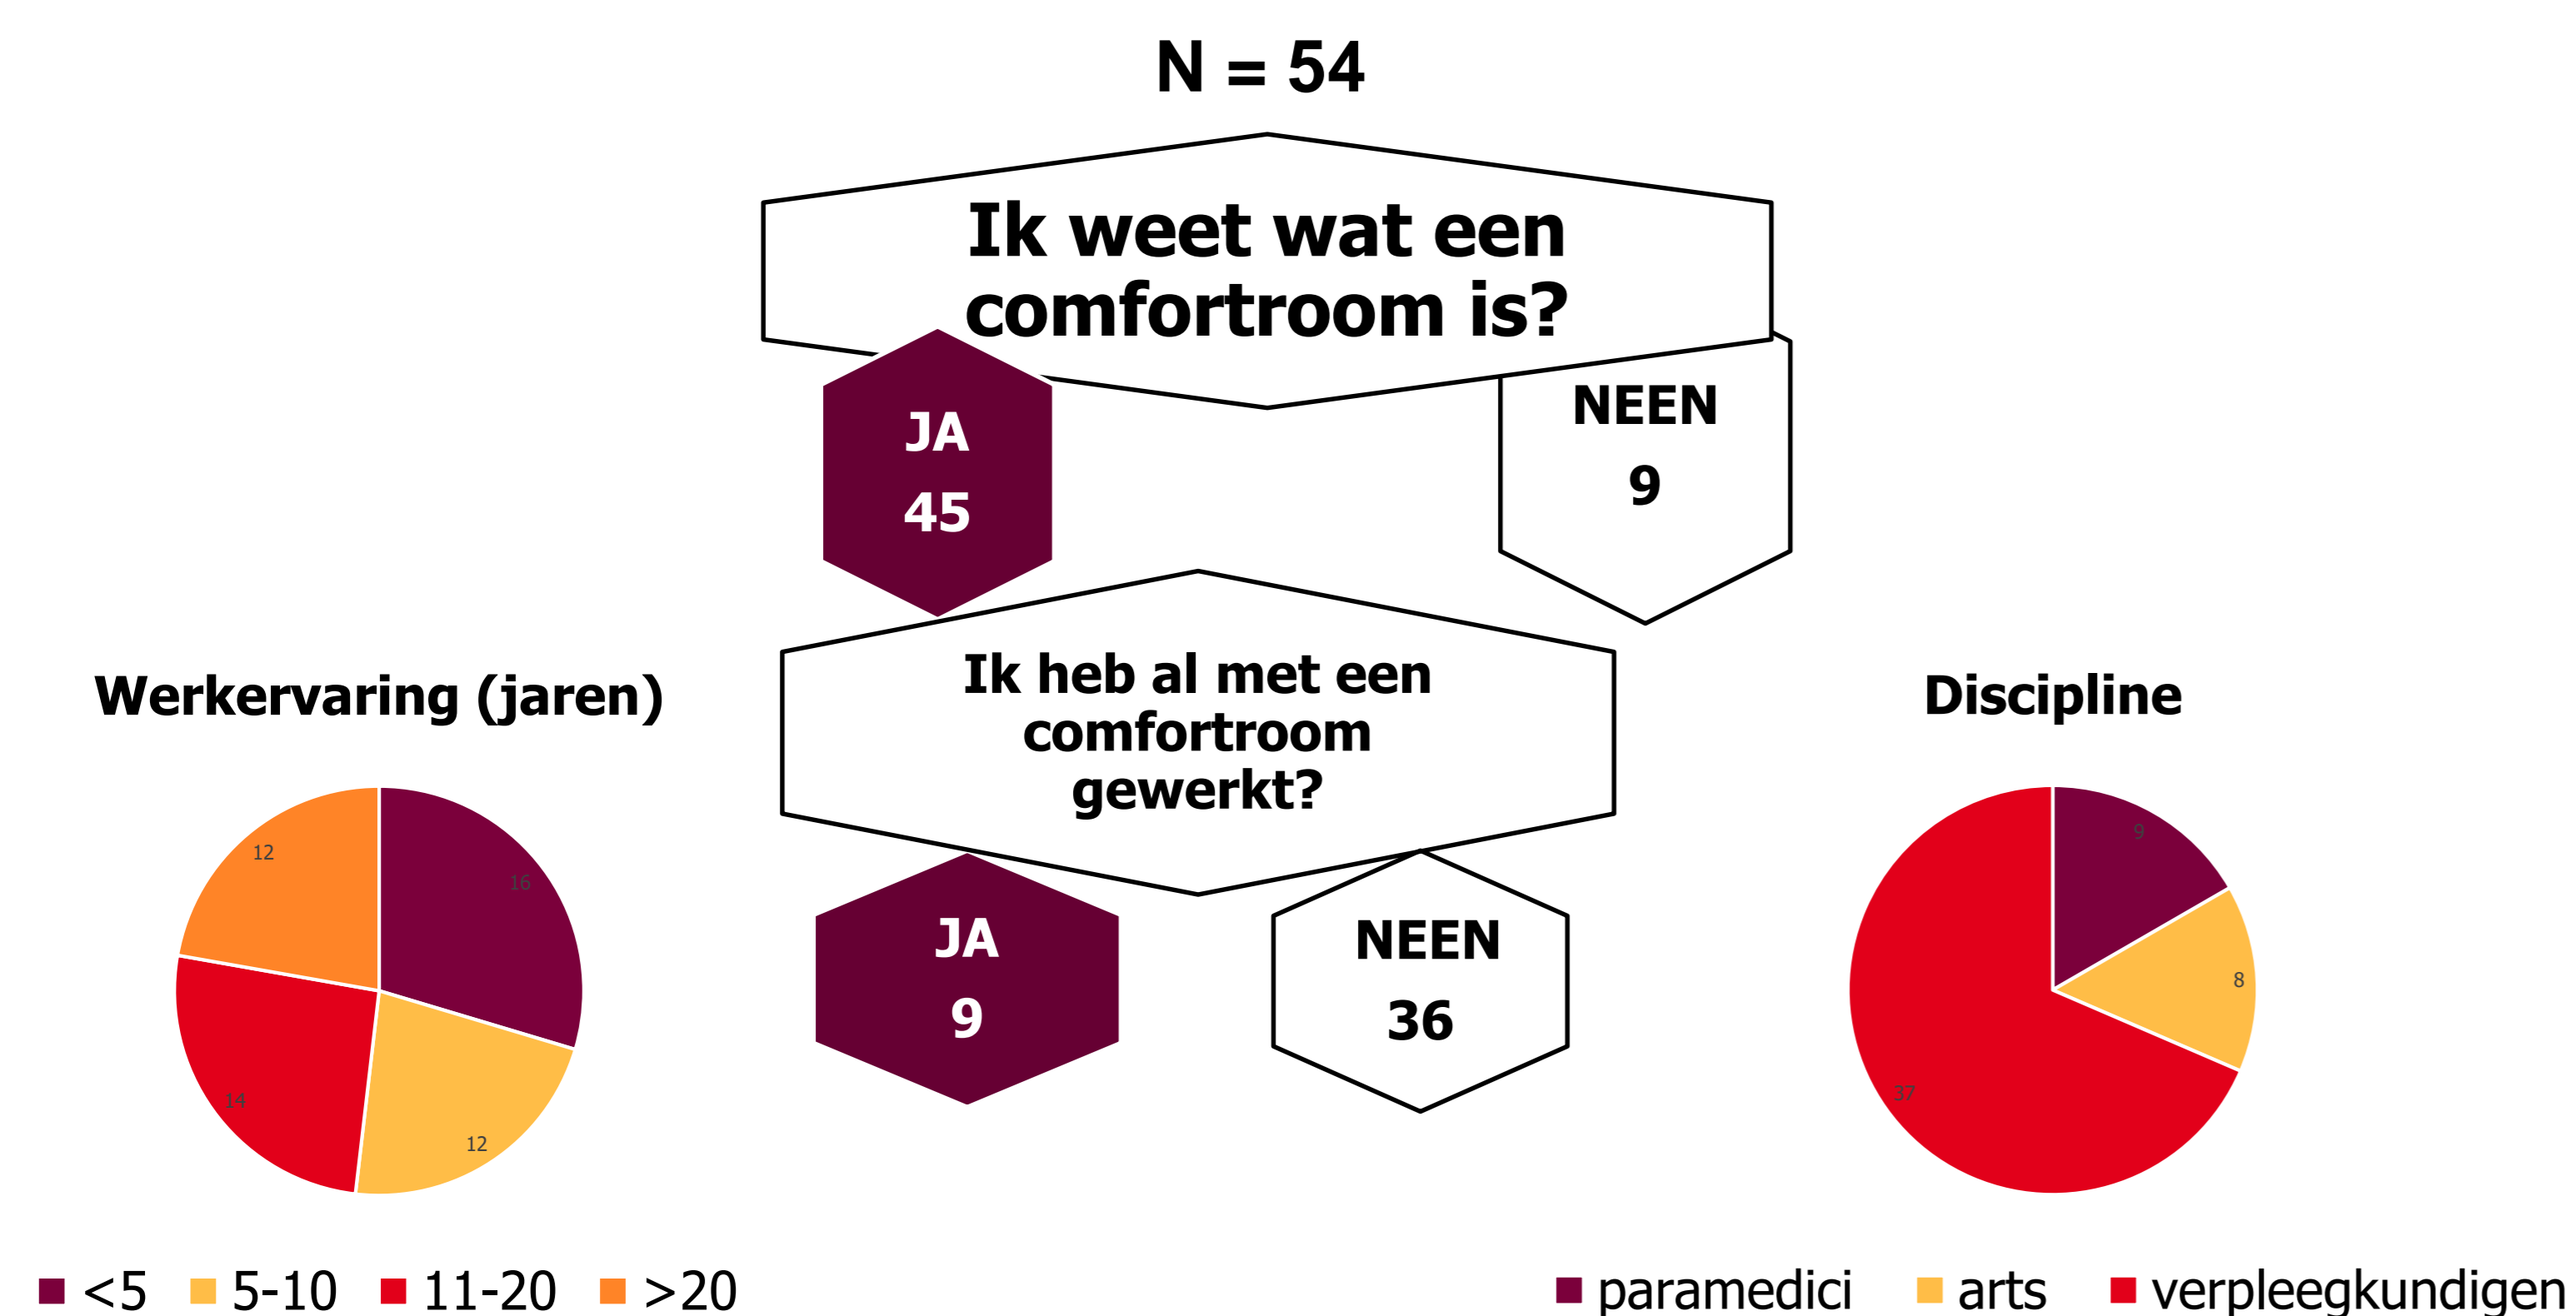 N = 54
Ik weet wat een
comfortroom is?
JA
45
NEEN
9
Ik heb al met een
comfortroom
gewerkt?
JA
9
NEEN
36
Werkervaring (jaren)
12
16
14
12
<5 5-10 11-20 >20
Discipline
9
8
37
paramedici arts verpleegkundigen